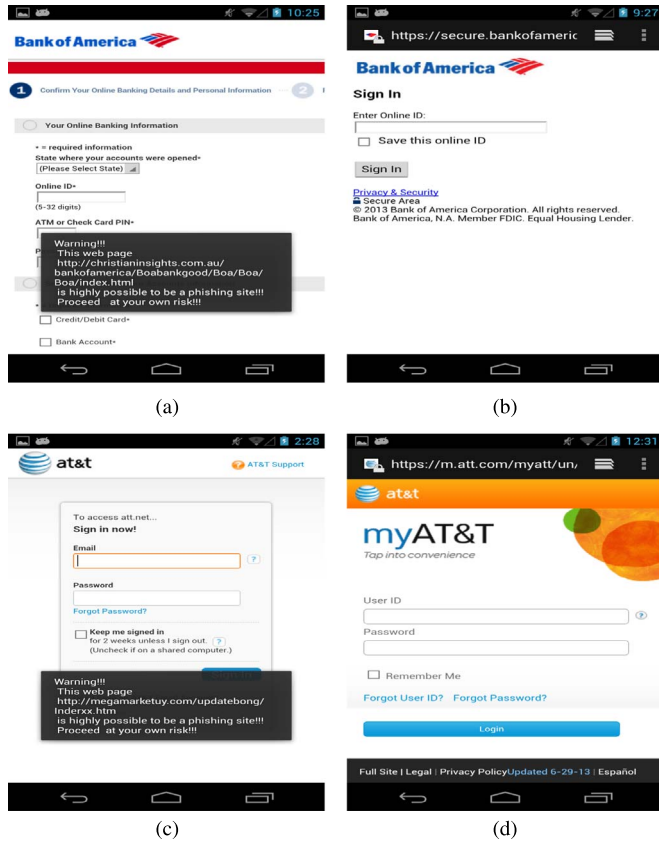 10:25
Bank of America
1 Confirm Your Online Banking Details and Personal Information 2
Your Online Banking Information
* = required information
State where your accounts were opened*
(Please Select State)
Online ID*
(5-32 digits)
ATM or Check Card PIN*
Warning!!!
This web page
http://christianinsights.com.au/
bankofamerica/Boabankgood/Boa/Boa/
Boa/index.html
is highly possible to be a phishing site!!!
Proceed at your own risk!!!
Credit/Debit Card*
Bank Account*
(a)
9:27
https://secure.bankofameric
Bank of America
Sign In
Enter Online ID:
Save this online ID
Sign In
Privacy & Security
Secure Area
© 2013 Bank of America Corporation. All rights reserved.
Bank of America, N.A. Member FDIC. Equal Housing Lender.
(b)
2:28
at&t
AT&T Support
To access att.net...
Sign in now!
Email
?
Password
Forgot Password?
Keep me signed in
for 2 weeks unless I sign out. ?
(Uncheck if on a shared computer.)
Warning!!!
This web page
http://megamarketuy.com/updatebong/
Indexx.htm
is highly possible to be a phishing site!!!
Proceed at your own risk!!!
(c)
12:31
https://m.att.com/myatt/un/
at&t
myAT&T
Tap into convenience
User ID
?
Password
Remember Me
Forgot User ID? Forgot Password?
Login
Full Site | Legal | Privacy PolicyUpdated 6-29-13 | Español
(d)